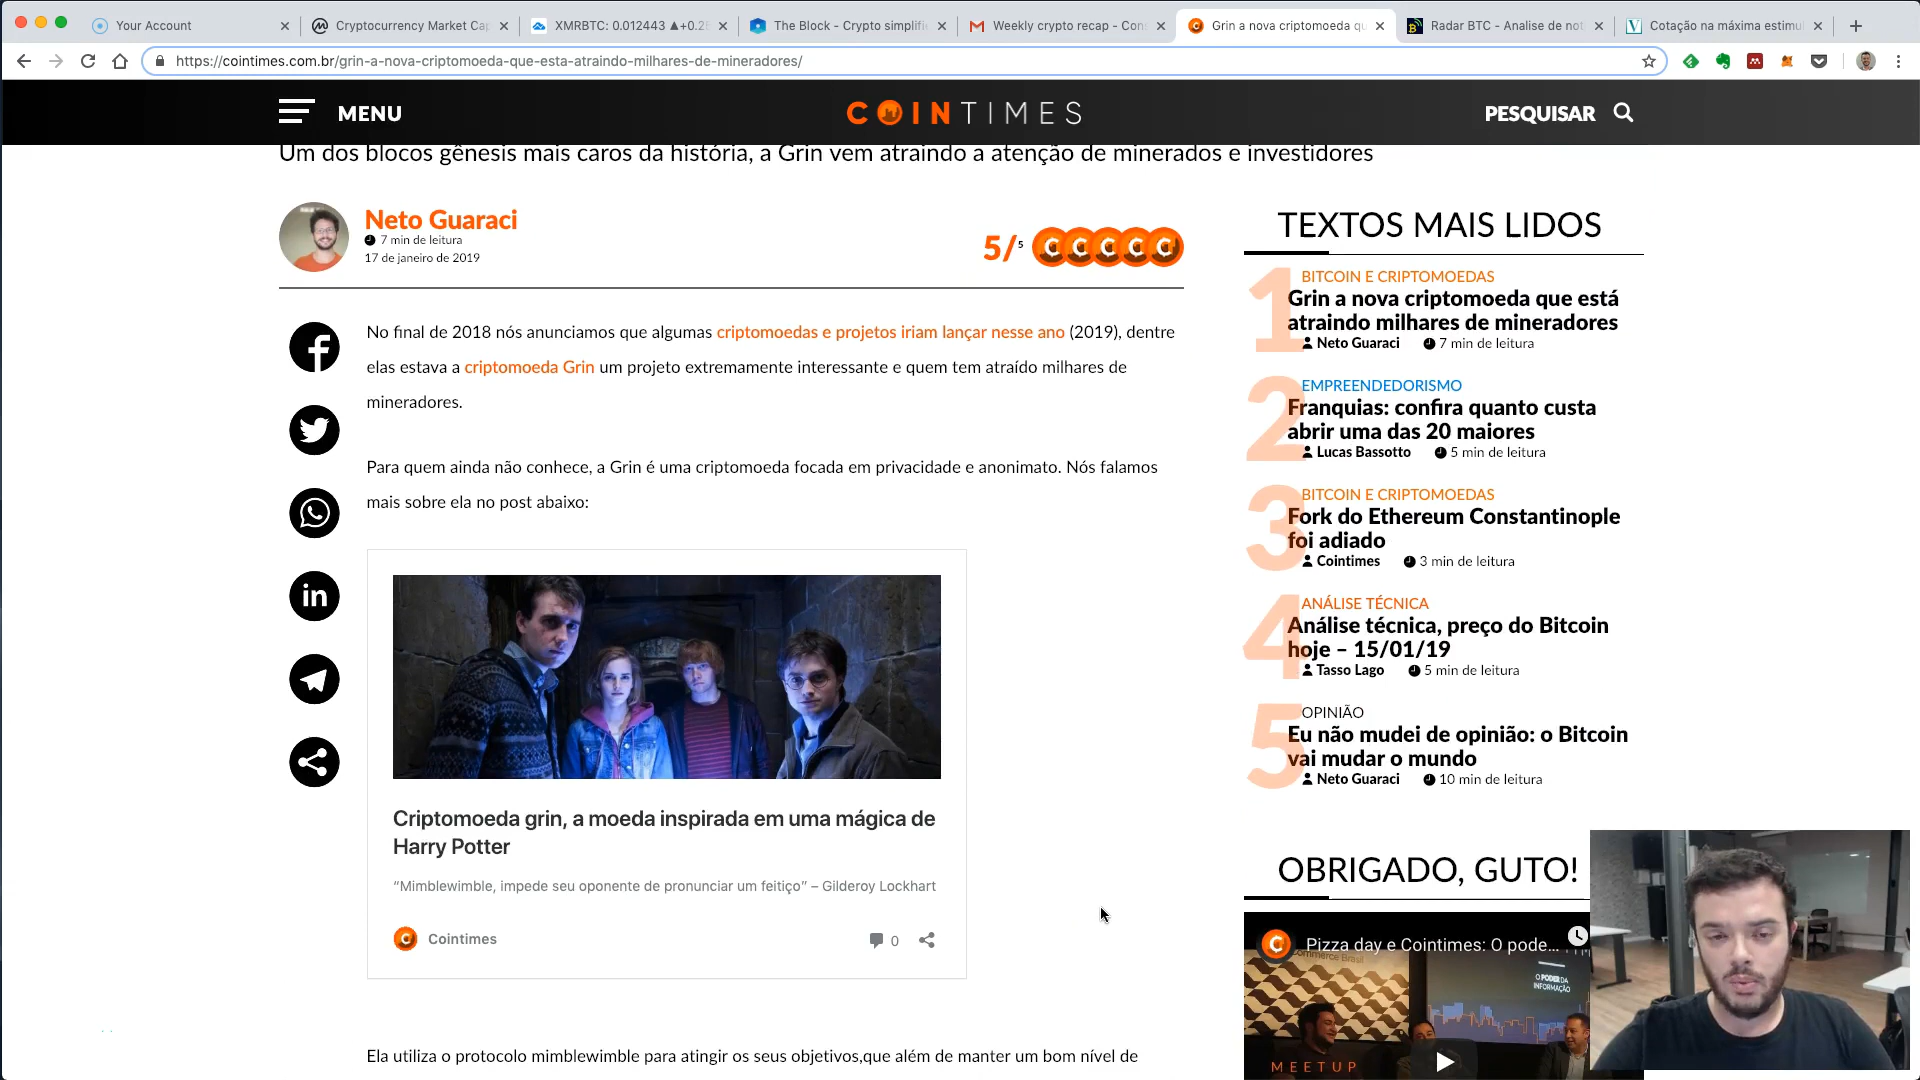 Your Account
Cryptocurrency Market Cap
XMRBTC: 0.012443 ▲+0.2
The Block - Crypto simplifi
Weekly crypto recap - Con
Grin a nova criptomoeda qu
Radar BTC - Analise de not
Cotação na máxima estimul
https://cointimes.com.br/grin-a-nova-criptomoeda-que-esta-atraindo-milhares-de-mineradores/
MENU
COINTIMES
PESQUISAR
Um dos blocos gênesis mais caros da história, a Grin vem atraindo a atenção de minerados e investidores
Neto Guaraci
7 min de leitura
17 de janeiro de 2019
5/5
No final de 2018 nós anunciamos que algumas criptomoedas e projetos iriam lançar nesse ano (2019), dentre
elas estava a criptomoeda Grin um projeto extremamente interessante e quem tem atraído milhares de
mineradores.
Para quem ainda não conhece, a Grin é uma criptomoeda focada em privacidade e anonimato. Nós falamos
mais sobre ela no post abaixo:
Criptomoeda grin, a moeda inspirada em uma mágica de
Harry Potter
“Mimblewimble, impede seu oponente de pronunciar um feitiço” – Gilderoy Lockhart
Cointimes
0
Ela utiliza o protocolo mimblewimble para atingir os seus objetivos,que além de manter um bom nível de
TEXTOS MAIS LIDOS
1
BITCOIN E CRIPTOMOEDAS
Grin a nova criptomoeda que está
atraindo milhares de mineradores
Neto Guaraci 7 min de leitura
2
EMPREENDEDORISMO
Franquias: confira quanto custa
abrir uma das 20 maiores
Lucas Bassotto 5 min de leitura
3
BITCOIN E CRIPTOMOEDAS
Fork do Ethereum Constantinople
foi adiado
Cointimes 3 min de leitura
4
ANÁLISE TÉCNICA
Análise técnica, preço do Bitcoin
hoje – 15/01/19
Tasso Lago 5 min de leitura
5
OPINIÃO
Eu não mudei de opinião: o Bitcoin
vai mudar o mundo
Neto Guaraci 10 min de leitura
OBRIGADO, GUTO!
Pizza day e Cointimes: O pode...
ommerce Brasil
O PODER DA
INFORMAÇÃO
MEETUP